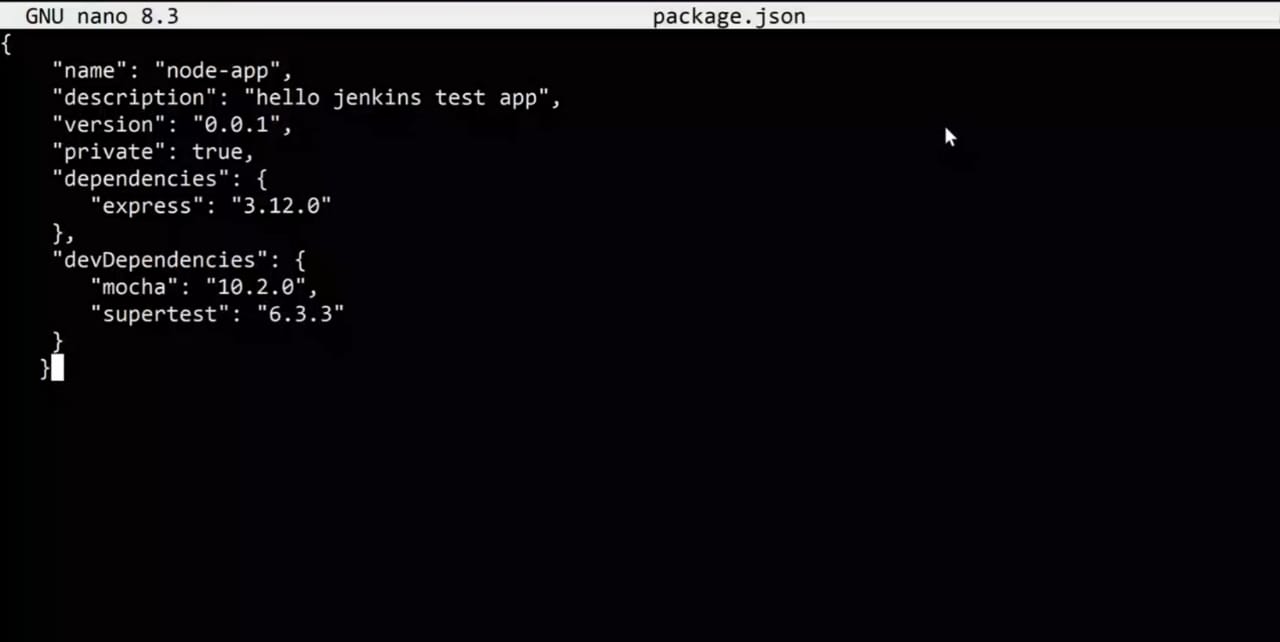 GNU nano 8.3 package.json
{
"name": "node-app",
"description": "hello jenkins test app",
"version": "0.0.1",
"private": true,
"dependencies": {
"express": "3.12.0"
},
"devDependencies": {
"mocha": "10.2.0",
"supertest": "6.3.3"
}
}